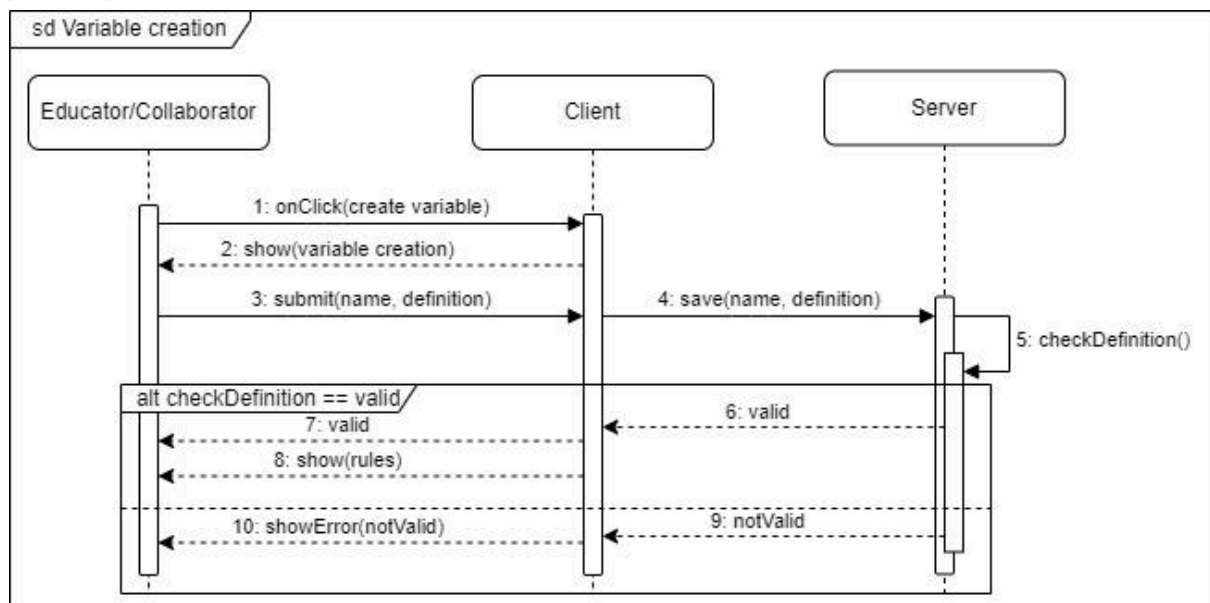 sd Variable creation
Educator/Collaborator
Client
Server
1: onClick(create variable)
2: show(variable creation)
3: submit(name, definition)
4: save(name, definition)
5: checkDefinition()
alt checkDefinition == valid
6: valid
7: valid
8: show(rules)
9: notValid
10: showError(notValid)